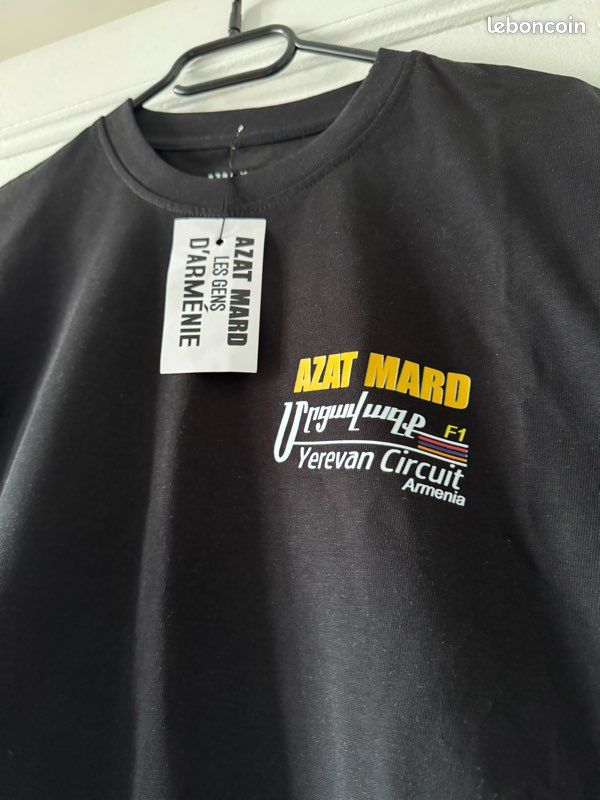 leboncoin
AZAT MARD
LES GENS
D'ARMÉNIE
AZAT MARD
Մրցավազք F1
Yerevan Circuit
Armenia